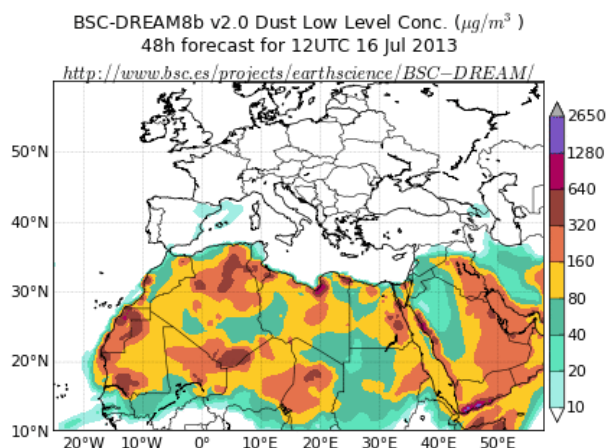 BSC-DREAM8b v2.0 Dust Low Level Conc. (μg/m³ )
48h forecast for 12UTC 16 Jul 2013
http://www.bsc.es/projects/earthscience/BSC−DREAM/
2650
1280
640
320
160
80
40
20
10
50°N
40°N
30°N
20°N
10°N
20°W 10°W 0° 10°E 20°E 30°E 40°E 50°E